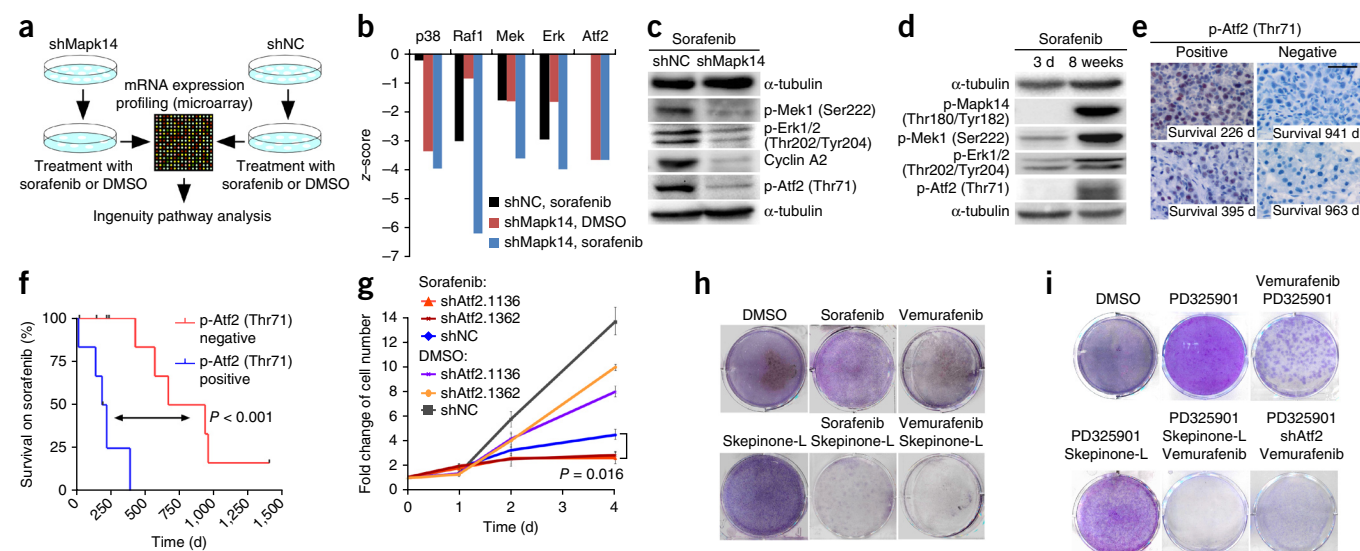 a
shMapk14
shNC
mRNA expression
profiling (microarray)
Treatment with
sorafenib or DMSO
Treatment with
sorafenib or DMSO
Ingenuity pathway analysis
b
p38 Raf1 Mek Erk Atf2
0
–1
–2
–3
–4
–5
–6
–7
z–score
shNC, sorafenib
shMapk14, DMSO
shMapk14, sorafenib
c
Sorafenib
shNC shMapk14
α-tubulin
p-Mek1 (Ser222)
p-Erk1/2
(Thr202/Tyr204)
Cyclin A2
p-Atf2 (Thr71)
α-tubulin
d
Sorafenib
3 d 8 weeks
α-tubulin
p-Mapk14
(Thr180/Tyr182)
p-Mek1 (Ser222)
p-Erk1/2
(Thr202/Tyr204)
p-Atf2 (Thr71)
α-tubulin
e
p-Atf2 (Thr71)
Positive Negative
Survival 226 d Survival 941 d
Survival 395 d Survival 963 d
f
Survival on sorafenib (%)
100
75
50
25
0
p-Atf2 (Thr71)
negative
p-Atf2 (Thr71)
positive
P < 0.001
0 250 500 750 1,000 1,250 1,500
Time (d)
g
Sorafenib:
shAtf2.1136
shAtf2.1362
shNC
DMSO:
shAtf2.1136
shAtf2.1362
shNC
Fold change of cell number
14
12
10
8
6
4
2
0
P = 0.016
0 1 2 3 4
Time (d)
h
DMSO Sorafenib Vemurafenib
Skepinone-L
Sorafenib
Skepinone-L
Vemurafenib
Skepinone-L
i
DMSO PD325901
Vemurafenib
PD325901
PD325901
Skepinone-L
PD325901
Skepinone-L
Vemurafenib
PD325901
shAtf2
Vemurafenib